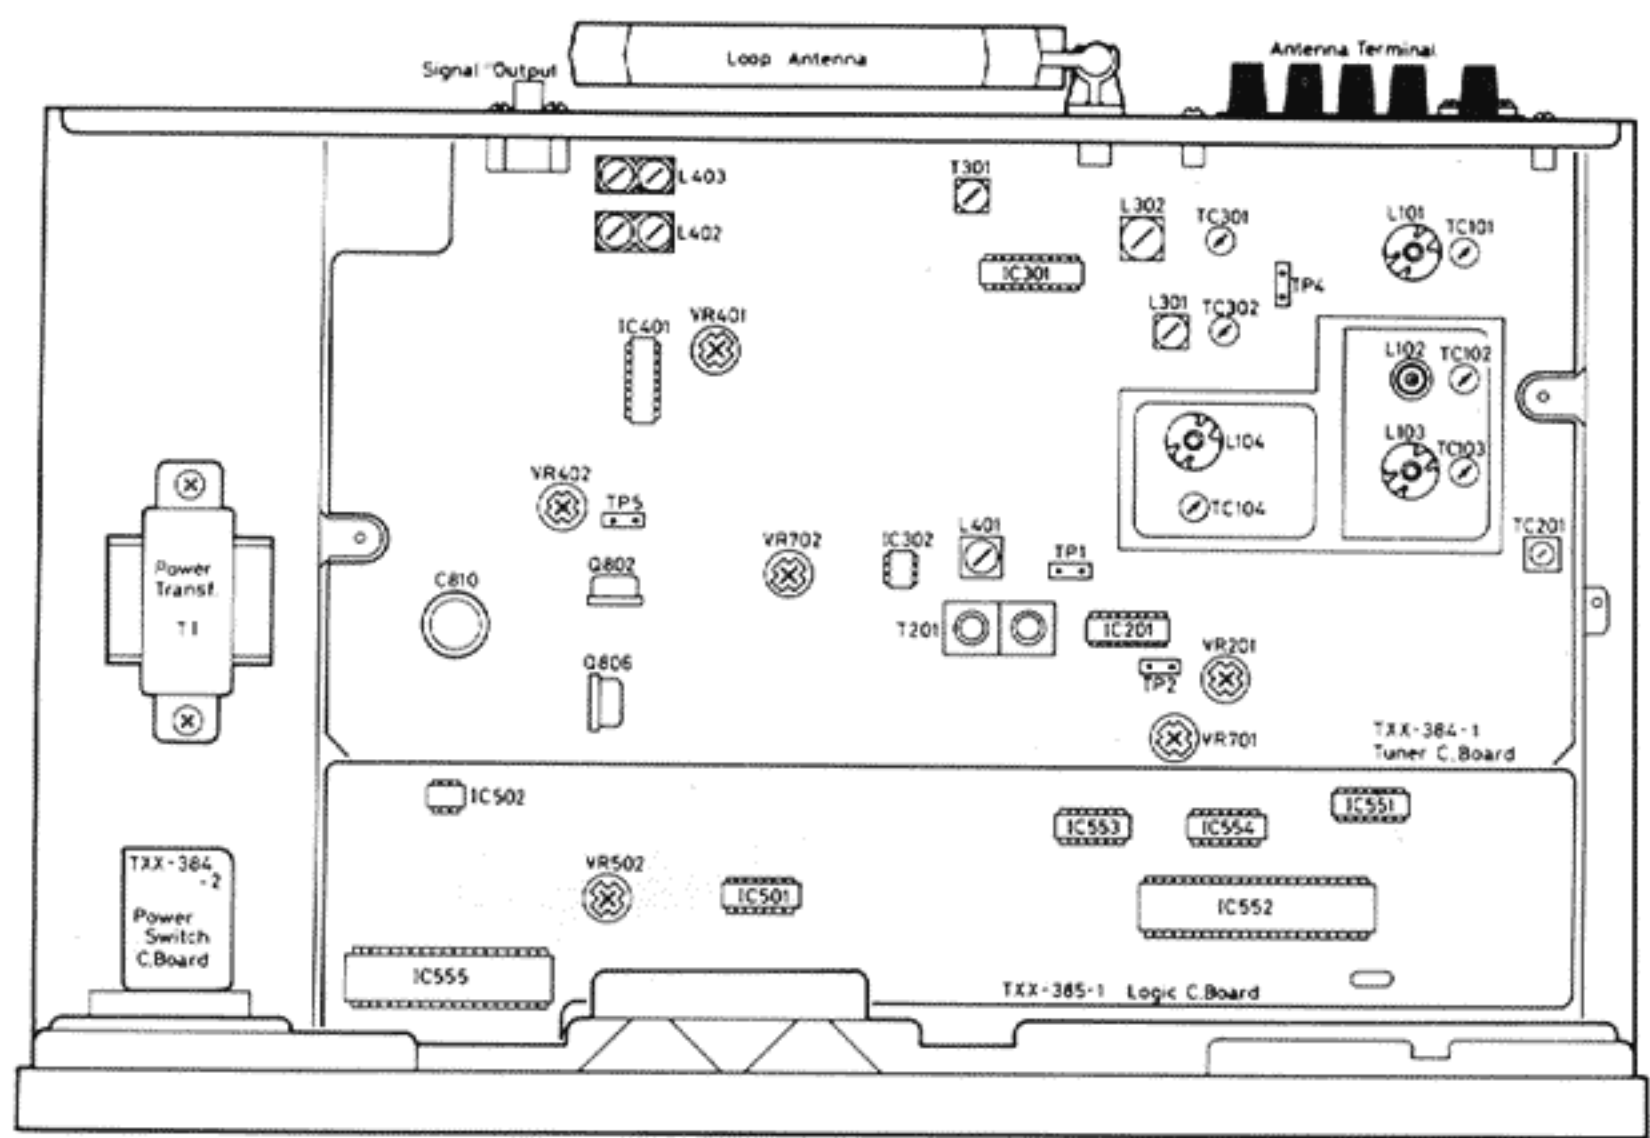 Loop Antenna
Antenna Terminal
Signal Output
L403
T301
L402
L302
TC301
L101
TC101
IC301
TP4
L301
TC302
IC401
VR401
L102
TC102
L104
L103
TC103
VR402
TP5
TC104
L401
TC201
VR702
IC302
TP1
Q802
Power
Transf.
T1
C810
T201
IC201
VR201
Q806
TP2
VR701
TXX-384-1
Tuner C.Board
IC502
IC551
IC553
IC554
VR502
IC501
IC552
TXX-384
-2
Power
Switch
C.Board
IC555
TXX-385-1 Logic C.Board